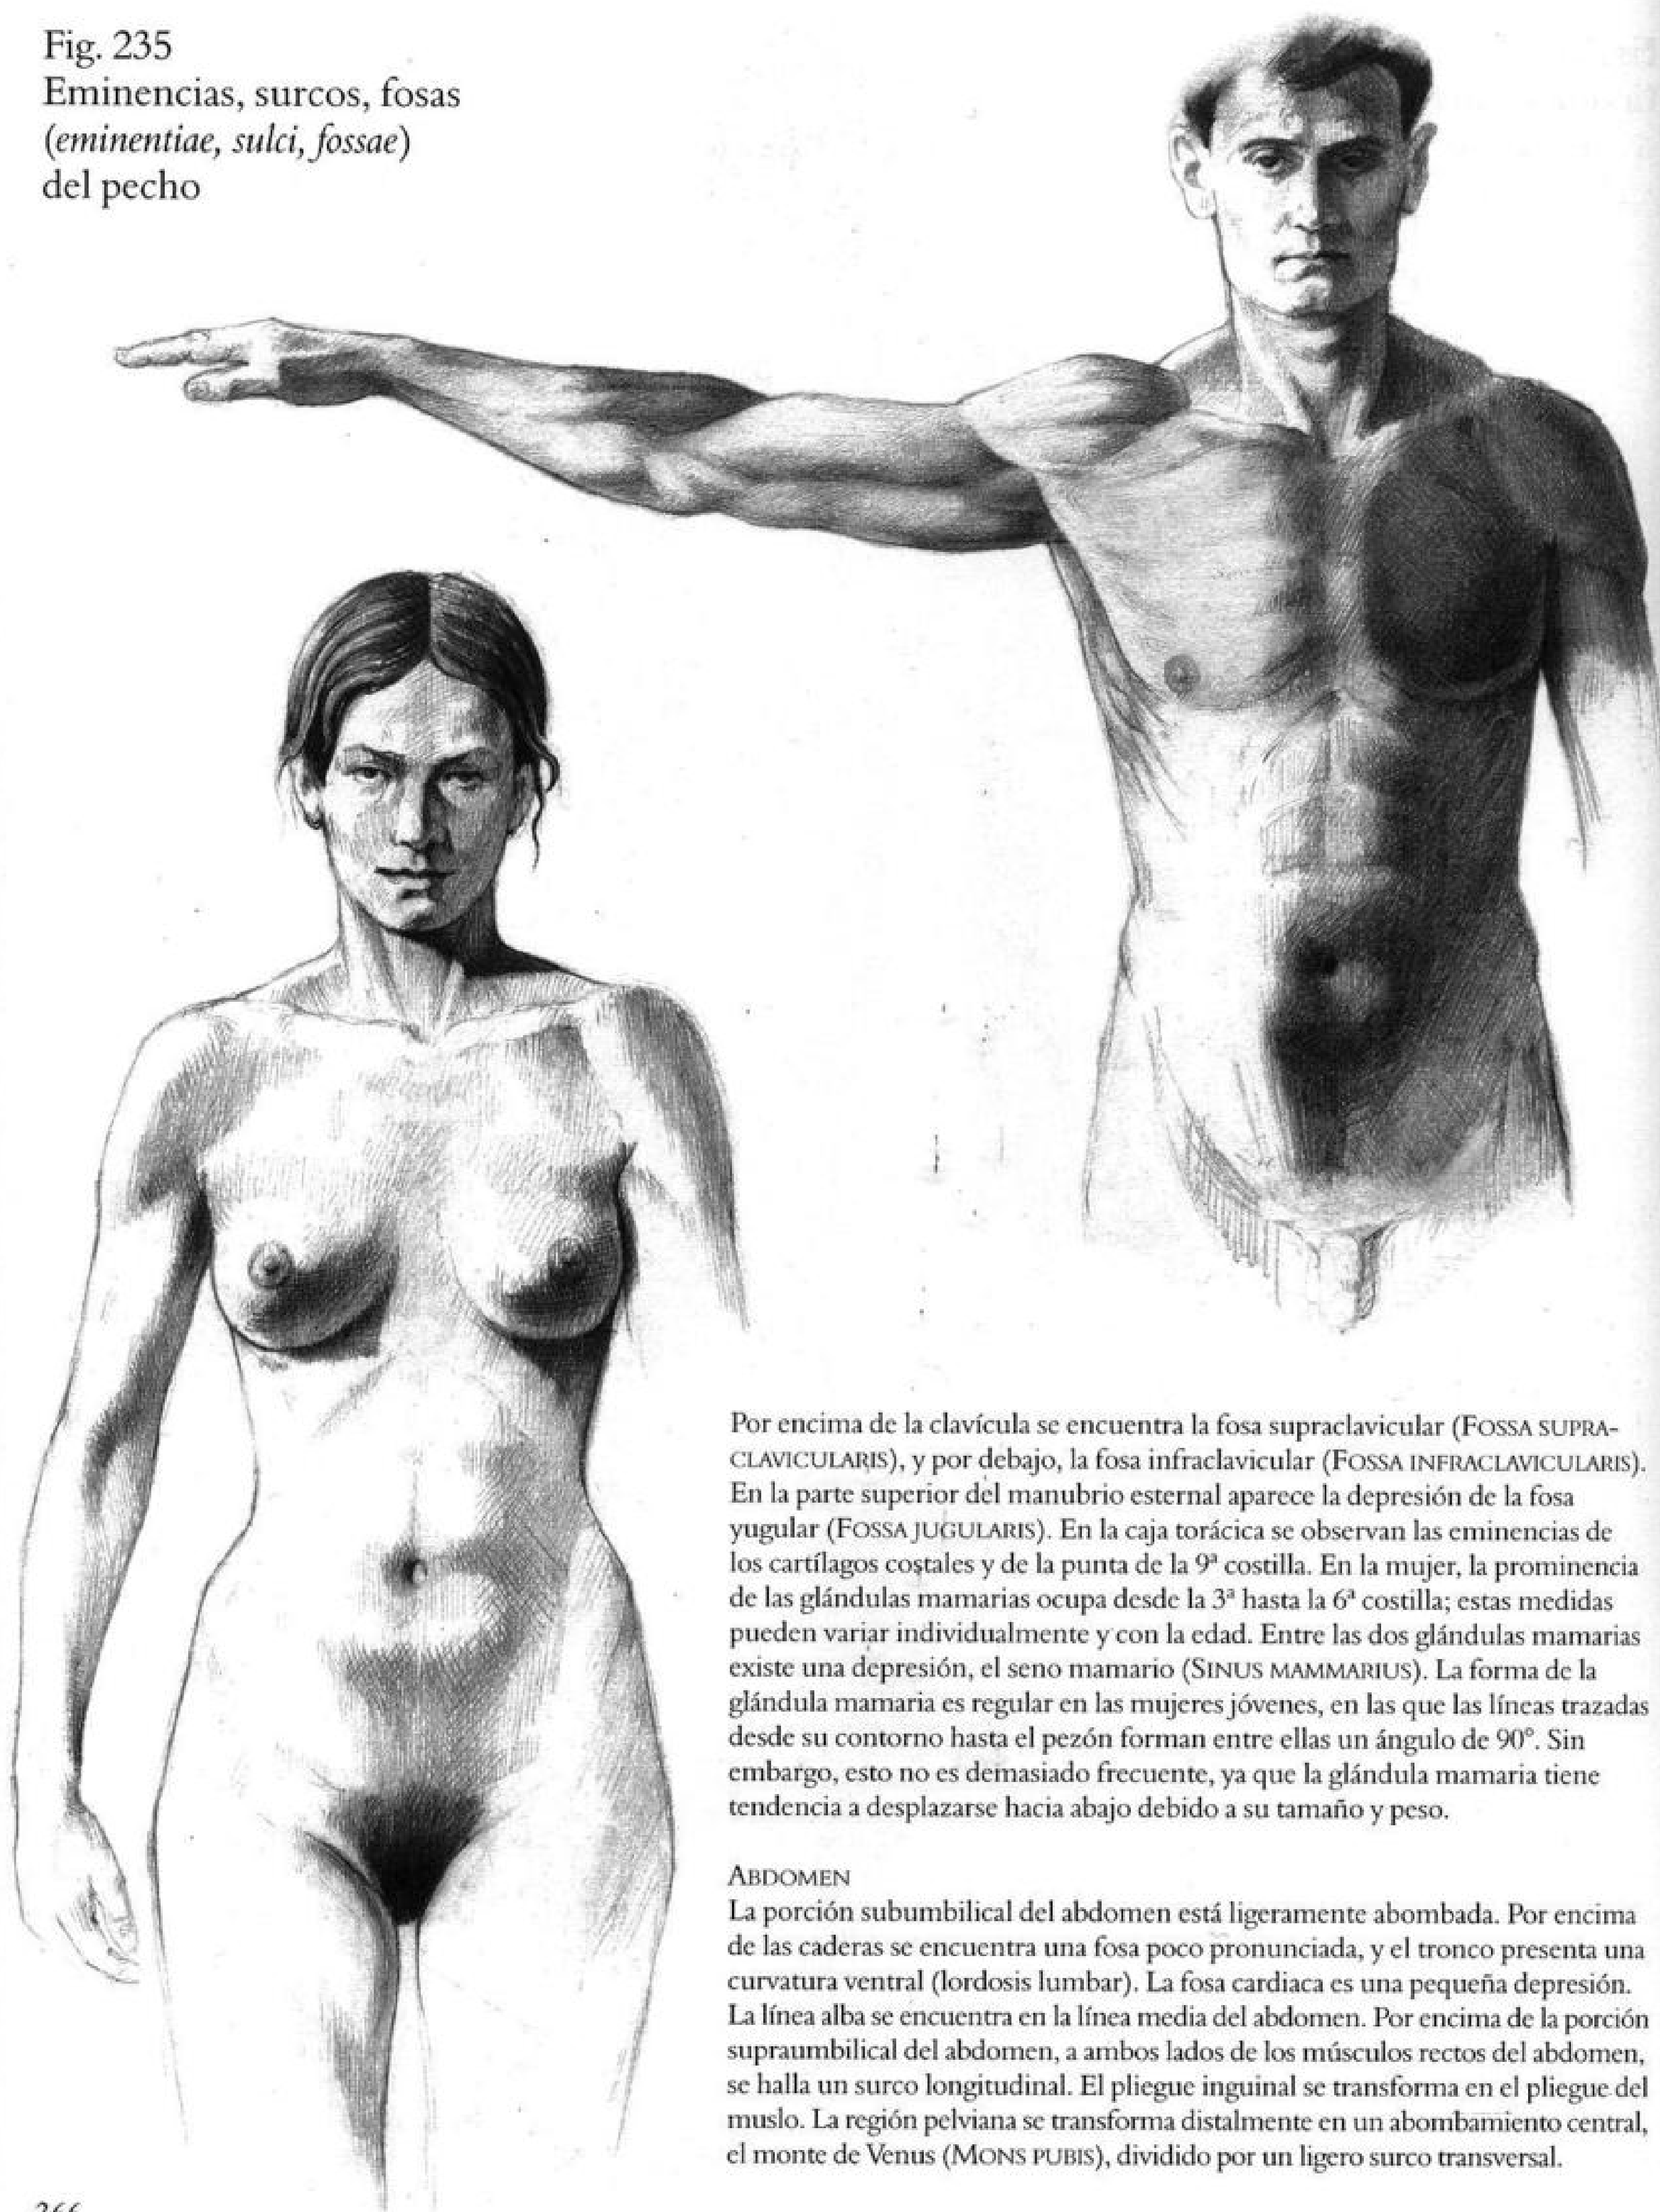 Fig. 235
Eminencias, surcos, fosas
(eminentiae, sulci, fossae)
del pecho
Por encima de la clavícula se encuentra la fosa supraclavicular (FOSSA SUPRA-
CLAVICULARIS), y por debajo, la fosa infraclavicular (FOSSA INFRACLAVICULARIS).
En la parte superior del manubrio esternal aparece la depresión de la fosa
yugular (FOSSA JUGULARIS). En la caja torácica se observan las eminencias de
los cartílagos costales y de la punta de la 9ª costilla. En la mujer, la prominencia
de las glándulas mamarias ocupa desde la 3ª hasta la 6ª costilla; estas medidas
pueden variar individualmente y con la edad. Entre las dos glándulas mamarias
existe una depresión, el seno mamario (SINUS MAMMARIUS). La forma de la
glándula mamaria es regular en las mujeres jóvenes, en las que las líneas trazadas
desde su contorno hasta el pezón forman entre ellas un ángulo de 90°. Sin
embargo, esto no es demasiado frecuente, ya que la glándula mamaria tiene
tendencia a desplazarse hacia abajo debido a su tamaño y peso.
ABDOMEN
La porción subumbilical del abdomen está ligeramente abombada. Por encima
de las caderas se encuentra una fosa poco pronunciada, y el tronco presenta una
curvatura ventral (lordosis lumbar). La fosa cardiaca es una pequeña depresión.
La línea alba se encuentra en la línea media del abdomen. Por encima de la porción
supraumbilical del abdomen, a ambos lados de los músculos rectos del abdomen,
se halla un surco longitudinal. El pliegue inguinal se transforma en el pliegue del
muslo. La región pelviana se transforma distalmente en un abombamiento central,
el monte de Venus (MONS PUBIS), dividido por un ligero surco transversal.